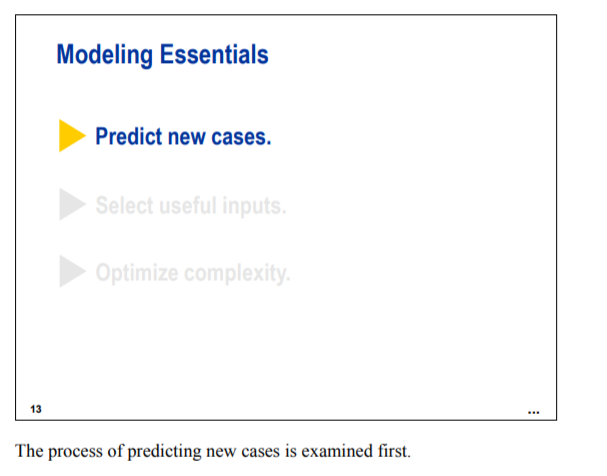 Modeling Essentials
Predict new cases.
Select useful inputs.
Optimize complexity.
13
...
The process of predicting new cases is examined first.